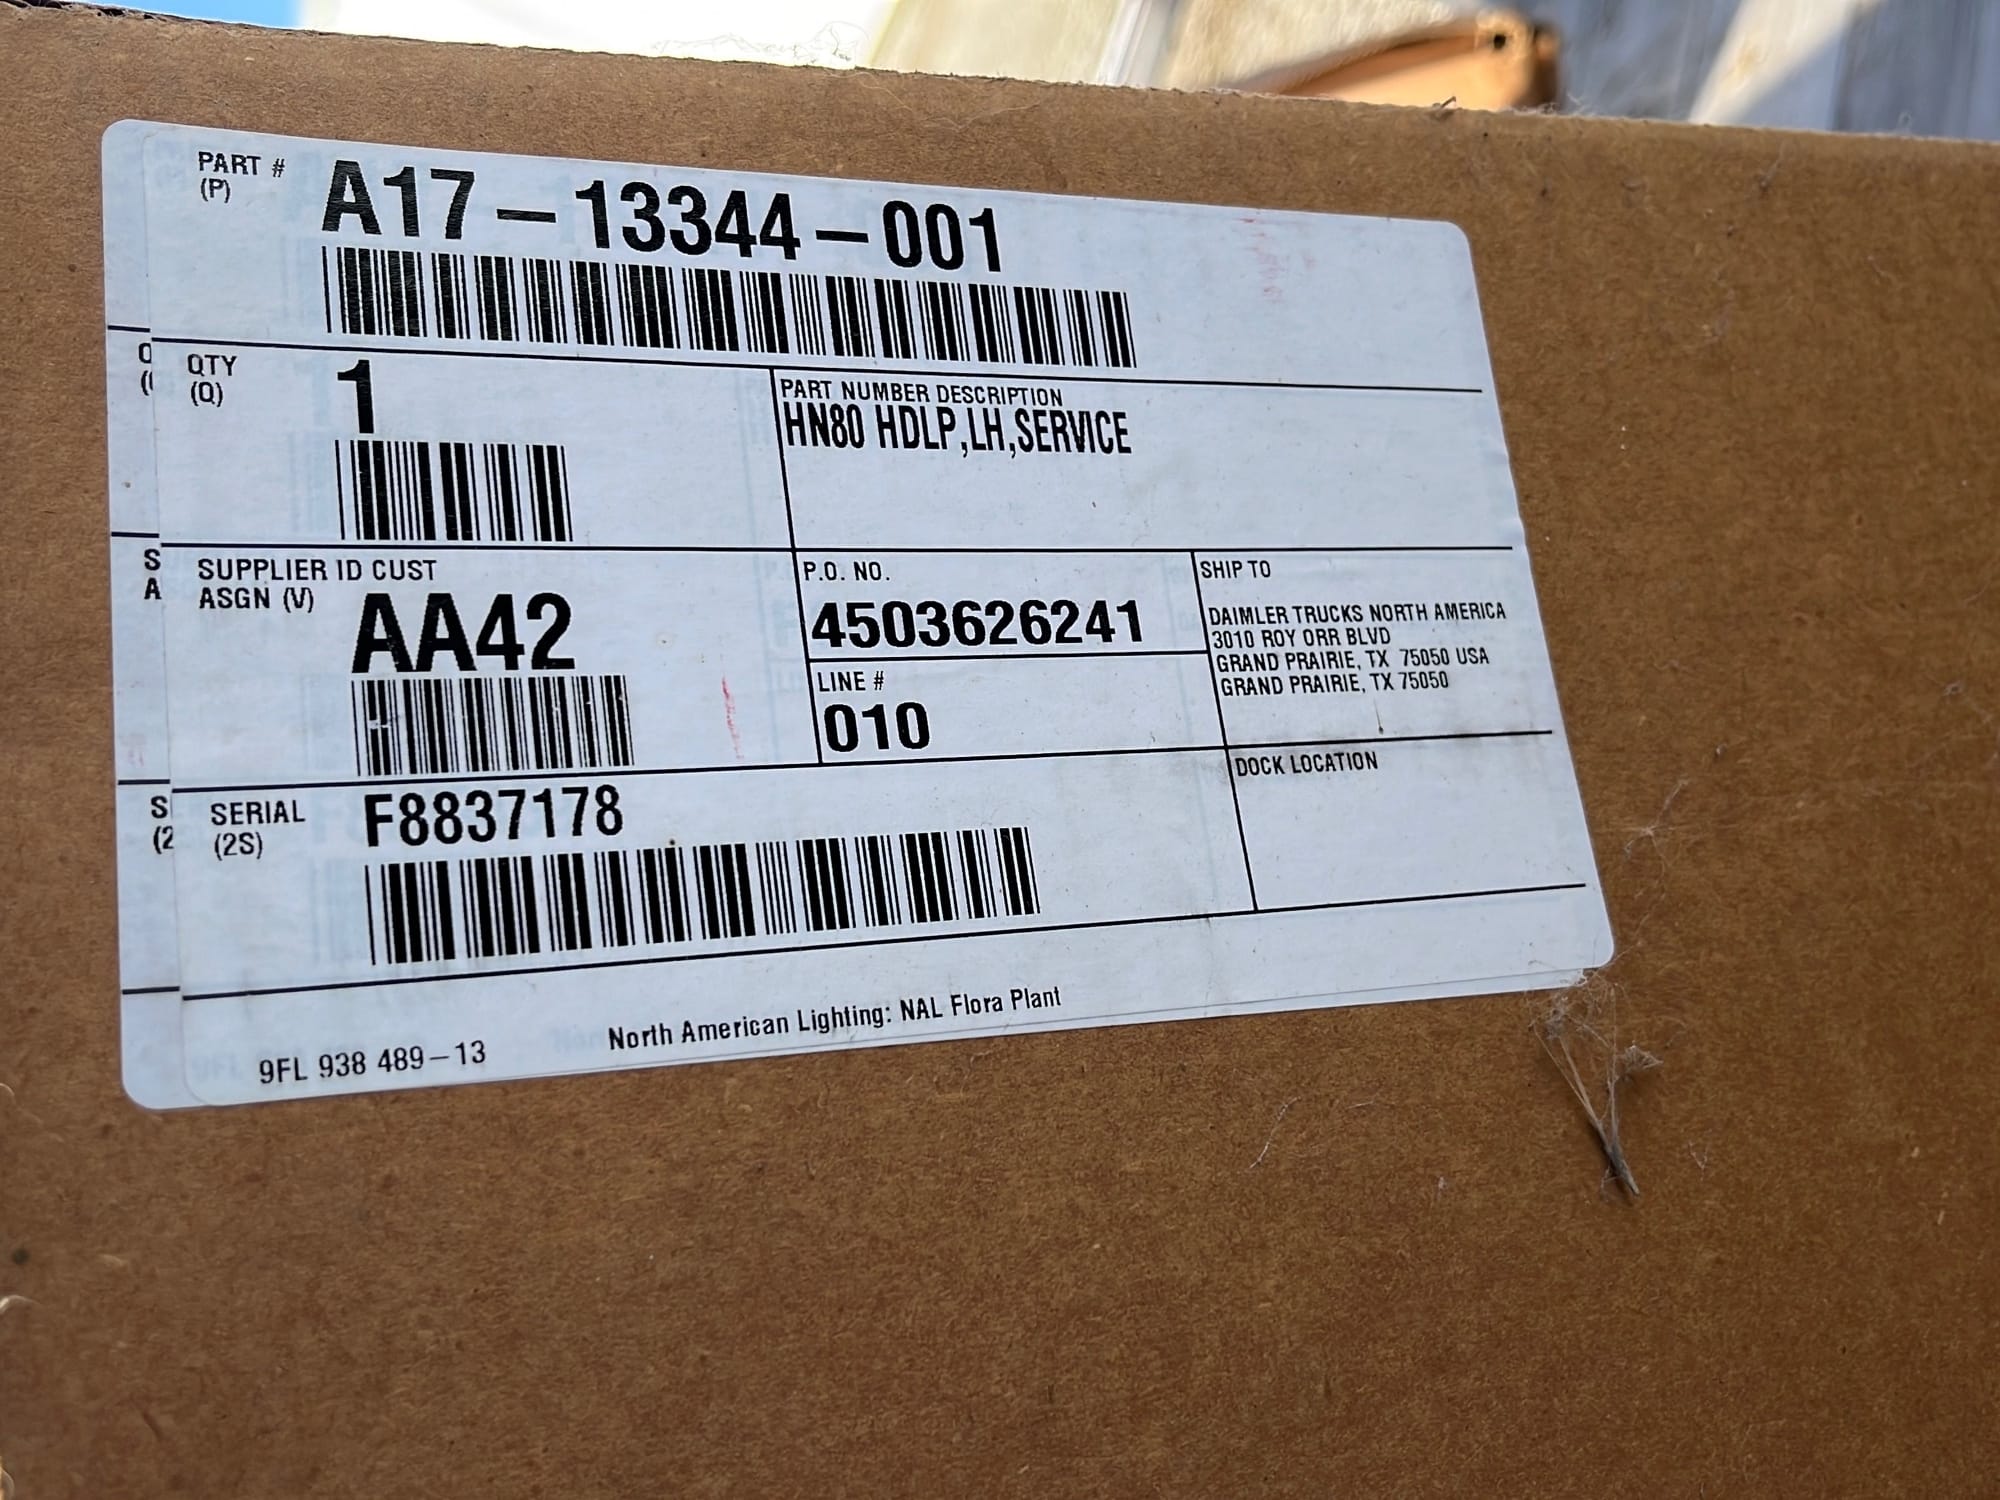 PART #
(P)
A17-13344-001
QTY
(Q)
1
PART NUMBER DESCRIPTION
HN80 HDLP,LH,SERVICE
SUPPLIER ID CUST
ASGN (V)
AA42
P.O. NO.
4503626241
LINE #
010
SHIP TO
DAIMLER TRUCKS NORTH AMERICA
3010 ROY ORR BLVD
GRAND PRAIRIE, TX 75050 USA
GRAND PRAIRIE, TX 75050
DOCK LOCATION
SERIAL
(2S)
F8837178
9FL 938 489-13
North American Lighting: NAL Flora Plant
S
A
S
(2